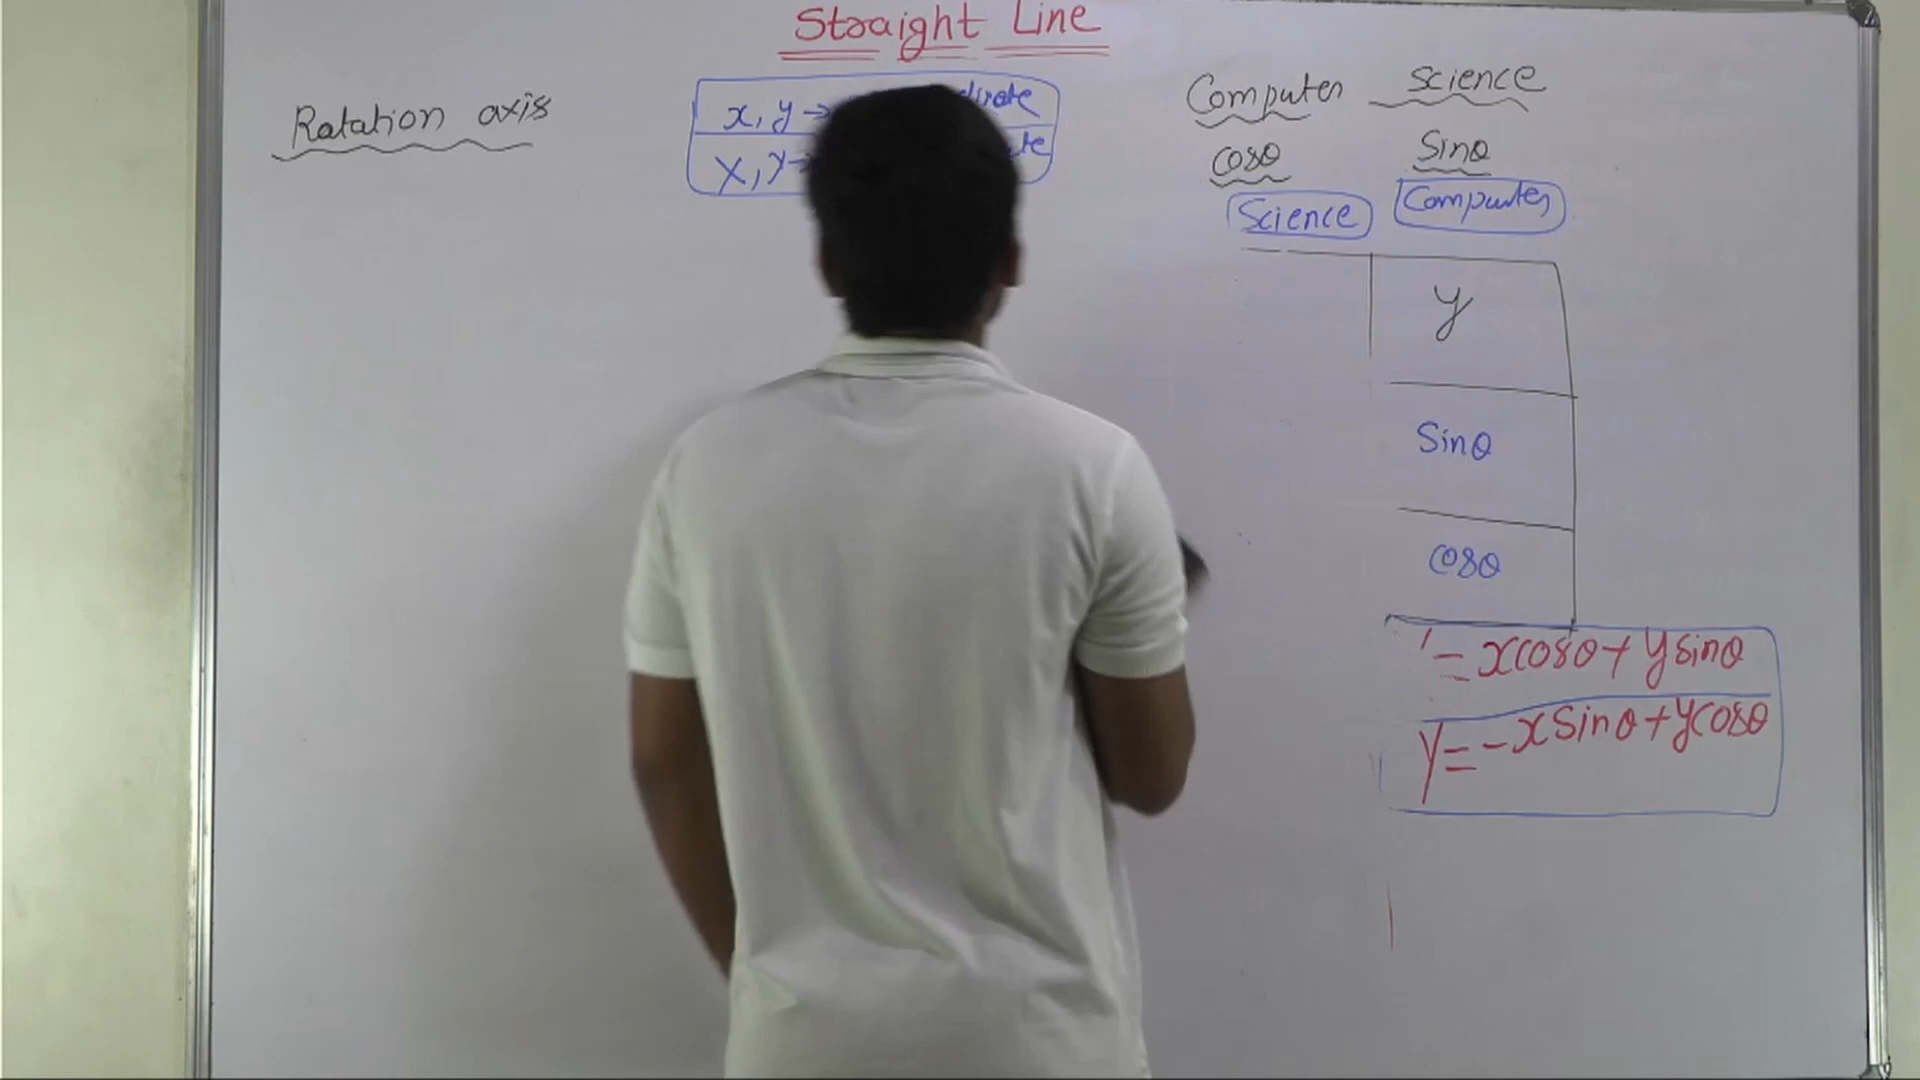 Straight Line
Rotation axis
x, y →
X, Y →
Computer Science
cosθ Sinθ
Science Computer
y
Sinθ
cosθ
= xcosθ + ysinθ
Y = -xSinθ + ycosθ